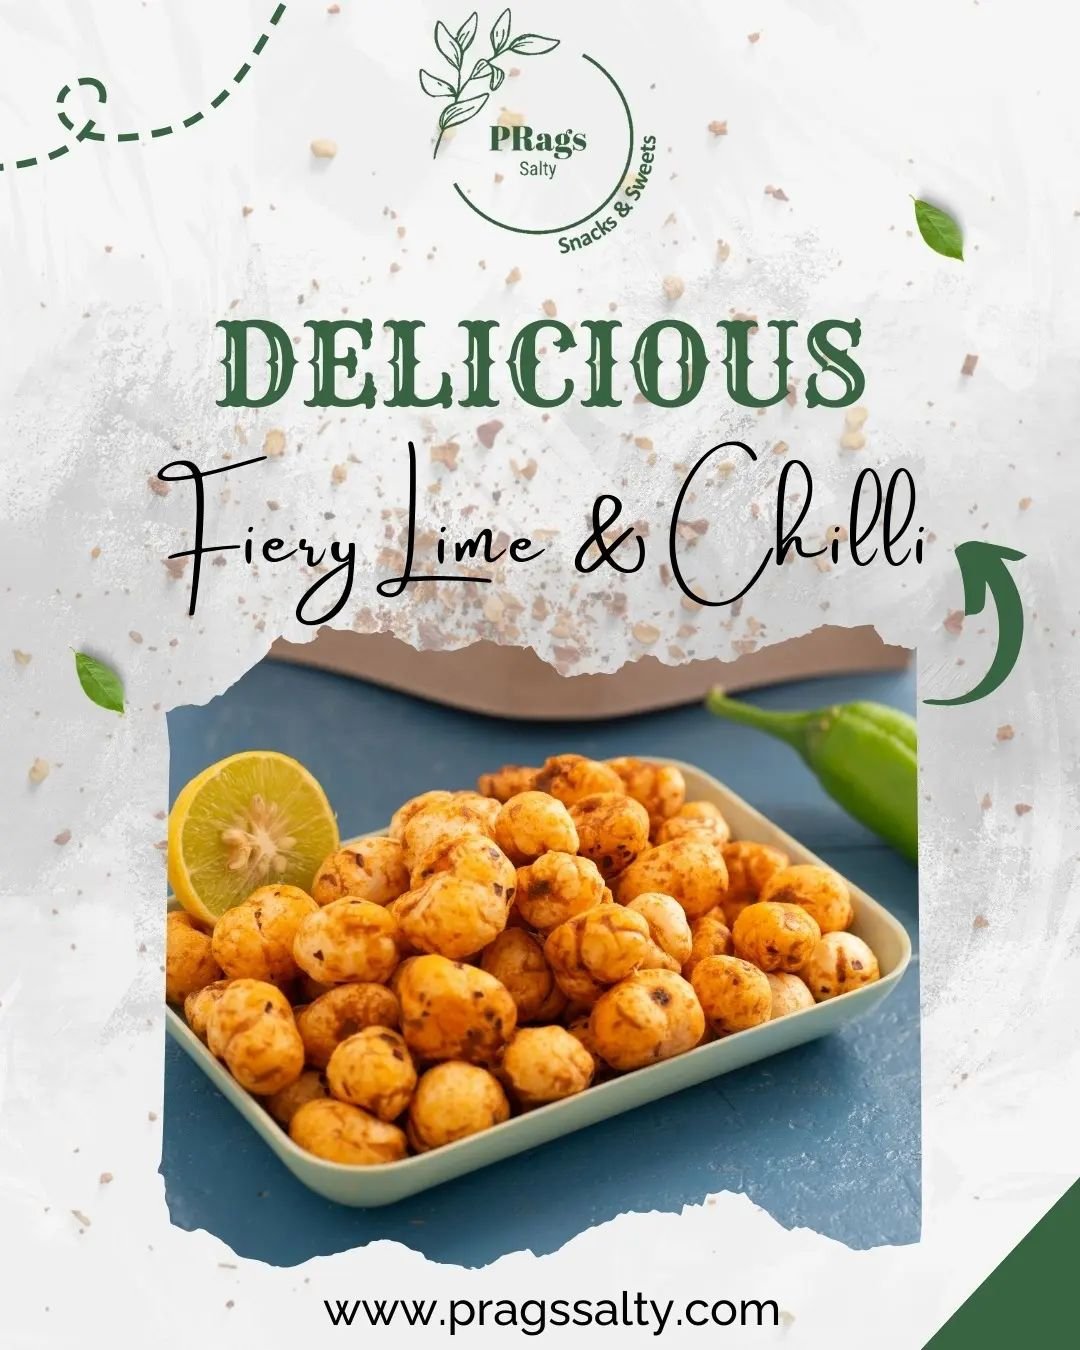 PRags
Salty
Snacks & Sweets
DELICIOUS
Fiery Lime & Chilli
www.pragssalty.com